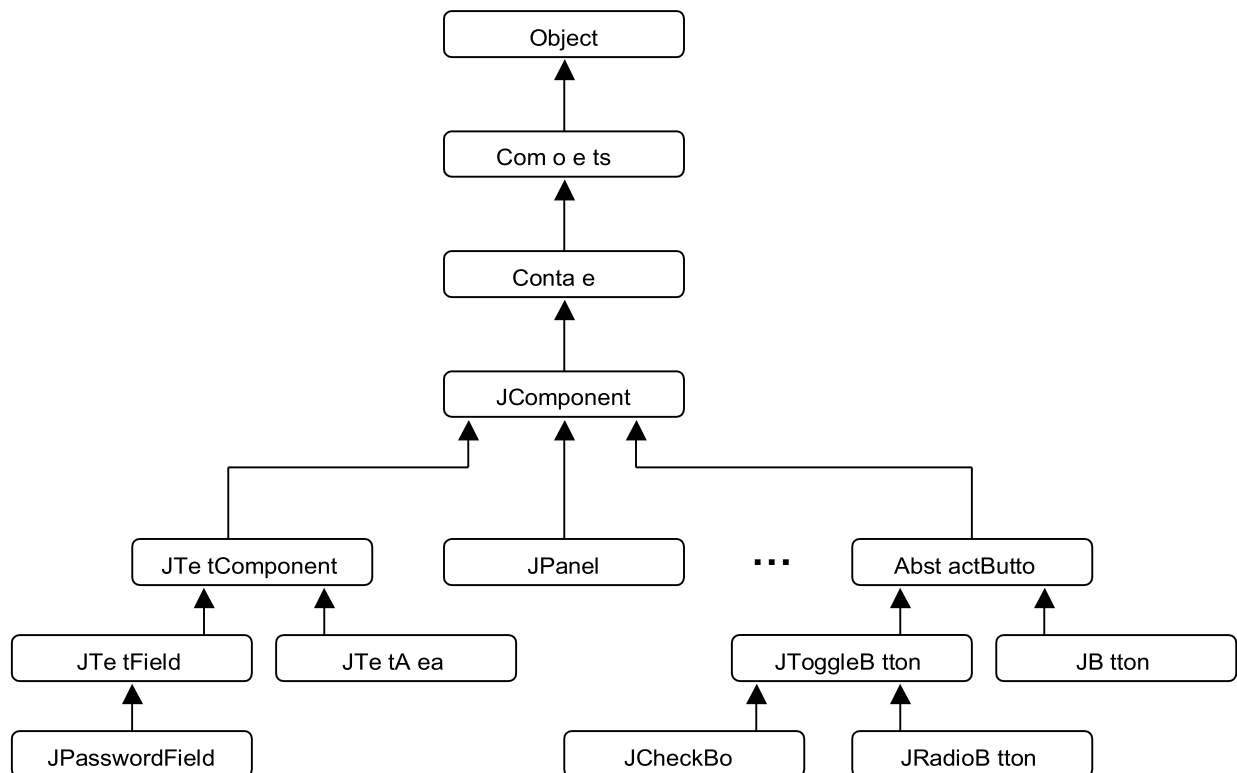 Object
Com o e ts
Conta e
JComponent
JTe tComponent
JPanel
...
Abst actButto
JTe tField
JTe tA ea
JToggleB tton
JB tton
JPasswordField
JCheckBo
JRadioB tton